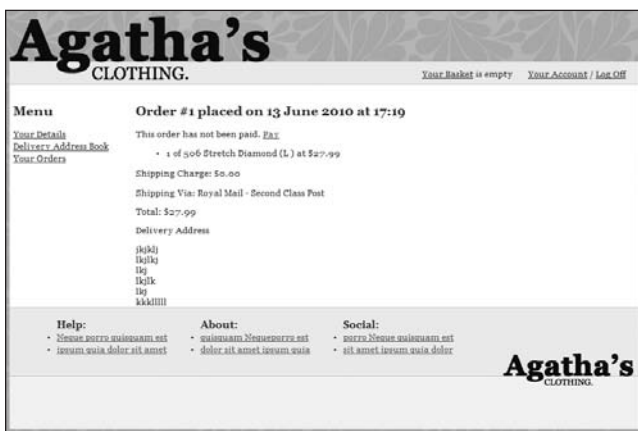 Agatha's
CLOTHING.
Your Basket is empty Your Account / Log Off
Menu
Your Details
Delivery Address Book
Your Orders
Order #1 placed on 13 June 2010 at 17:19
This order has not been paid. Pay
• 1 of 506 Stretch Diamond (L ) at $27.99
Shipping Charge: $0.00
Shipping Via: Royal Mail - Second Class Post
Total: $27.99
Delivery Address
jkjklj
lkjlkj
lkj
lkjlk
lkj
kkklllll
Help:
• Neque porro quisquam est
• ipsum quia dolor sit amet
About:
• quisquam Nequeporro est
• dolor sit amet ipsum quia
Social:
• porro Neque quisquam est
• sit amet ipsum quia dolor
Agatha's
CLOTHING.